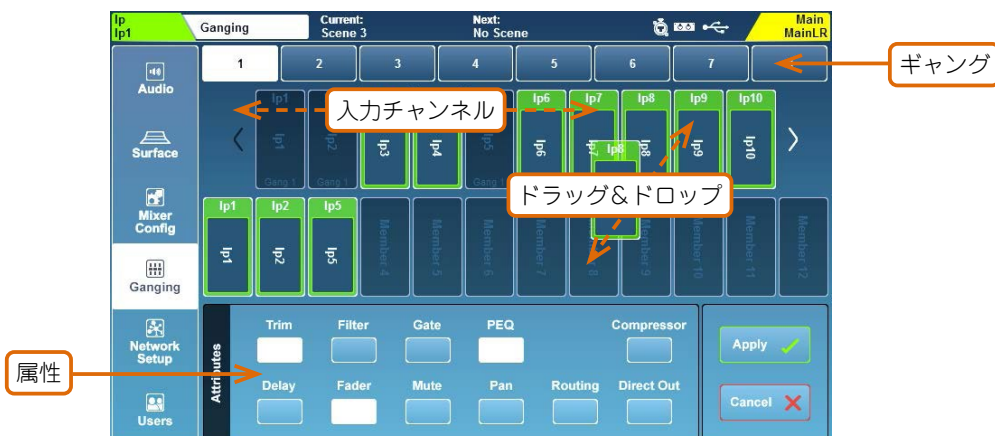 Ip
Ip1
Ganging
Current:
Scene 3
Next:
No Scene
Main
MainLR
Audio
Surface
Mixer
Config
Ganging
Network
Setup
Users
1 2 3 4 5 6 7
ギャング
入力チャンネル
Ip1 Ip6 Ip7 Ip8 Ip9 Ip10
Ip1 Ip2 Ip3 Ip4 Ip5 Ip6 Ip7 Ip8 Ip9 Ip10
Ip8
Gang 1 Gang 1 Gang 1
ドラッグ&ドロップ
Ip1 Ip2 Ip5
Ip1 Ip2 Ip5 Member 4 Member 5 Member 6 Member 7 8 Member 9 Member 10 Member 11 Member 12
属性
Attributes
Trim Filter Gate PEQ Compressor
Delay Fader Mute Pan Routing Direct Out
Apply
Cancel